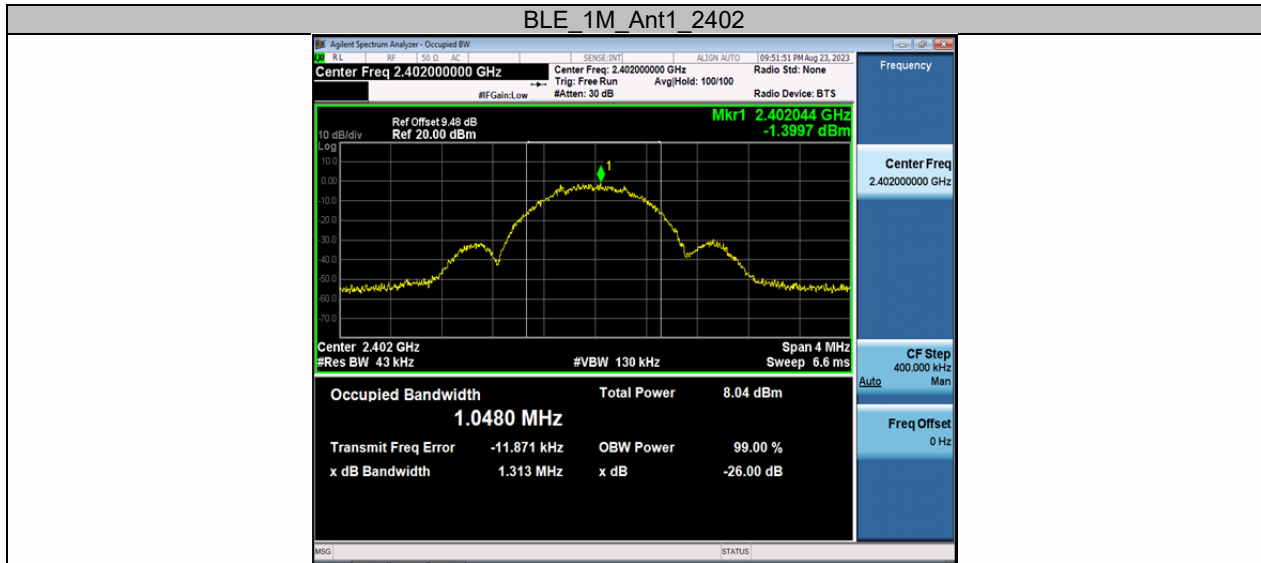 BLE_1M_Ant1_2402
Agilent Spectrum Analyzer - Occupied BW
RL RF 50 Ω AC SENSE:INT ALIGN AUTO 09:51:51 PM Aug 23, 2023
Center Freq 2.402000000 GHz
Center Freq: 2.402000000 GHz Radio Std: None
Trig: Free Run Avg|Hold: 100/100
#IFGain:Low #Atten: 30 dB Radio Device: BTS
Frequency
Ref Offset 9.48 dB
10 dB/div Ref 20.00 dBm
Mkr1 2.402044 GHz
-1.3997 dBm
Log
10.0
0.00
-10.0
-20.0
-30.0
-40.0
-50.0
-60.0
-70.0
1
Center 2.402 GHz Span 4 MHz
#Res BW 43 kHz #VBW 130 kHz Sweep 6.6 ms
Occupied Bandwidth Total Power 8.04 dBm
1.0480 MHz
Transmit Freq Error -11.871 kHz OBW Power 99.00 %
x dB Bandwidth 1.313 MHz x dB -26.00 dB
Center Freq
2.402000000 GHz
CF Step
400.000 kHz
Auto Man
Freq Offset
0 Hz
MSG STATUS